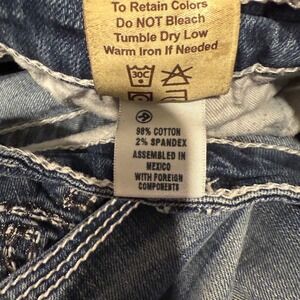 To Retain Colors
Do NOT Bleach
Tumble Dry Low
Warm Iron If Needed
30C
98% COTTON
2% SPANDEX
ASSEMBLED IN
MEXICO
WITH FOREIGN
COMPONENTS